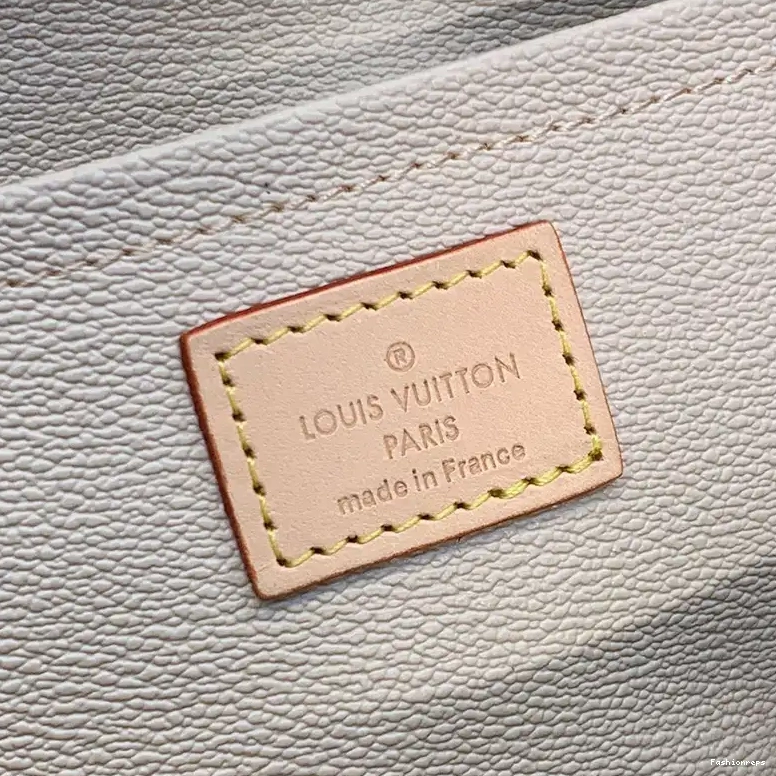 ®
LOUIS VUITTON
PARIS
made in France
Fashionreps